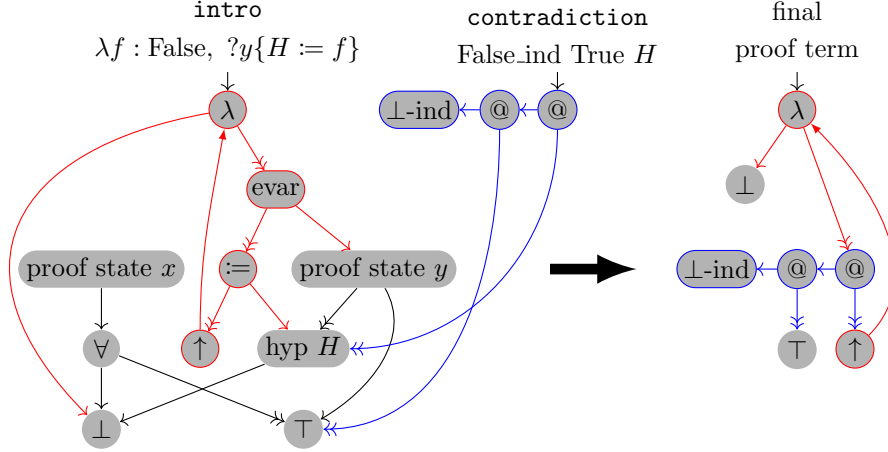 intro
λf : False, ?y{H := f}
contradiction
False_ind True H
final
proof term
λ
⊥-ind
@
@
λ
evar
⊥
proof state x
:=
proof state y
⊥-ind
@
@
∀
↑
hyp H
⊤
↑
⊥
⊤